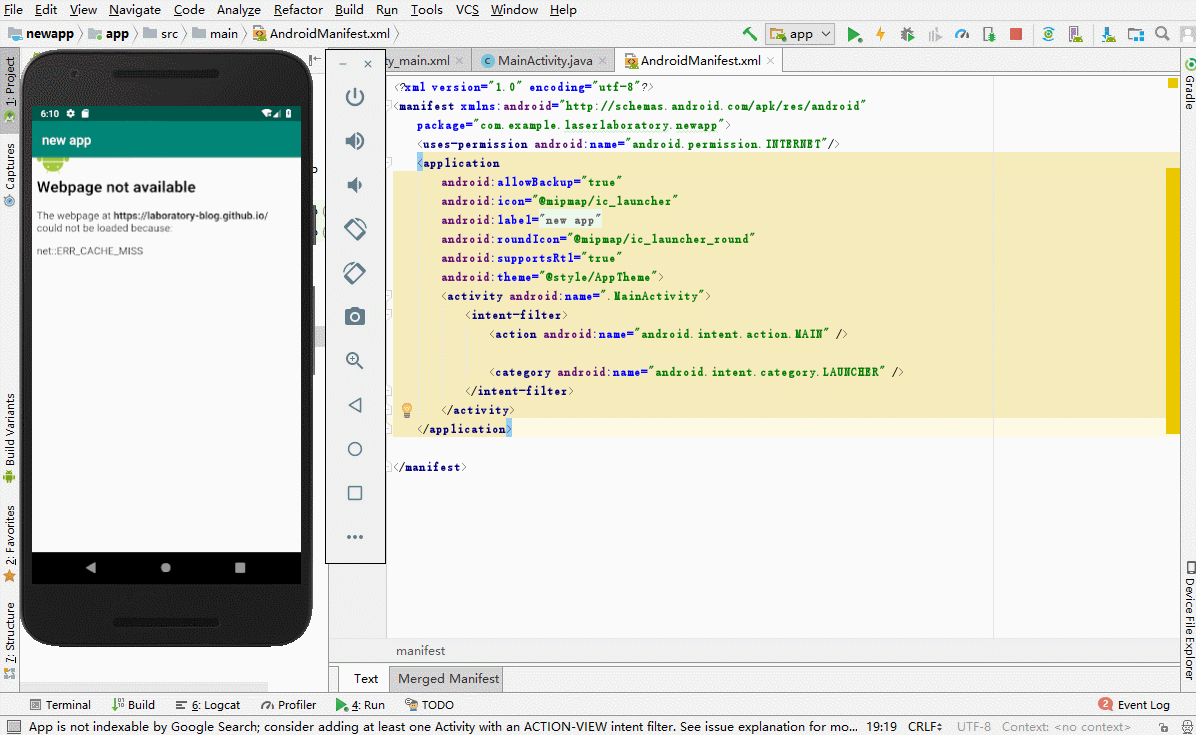 File Edit View Navigate Code Analyze Refactor Build Run Tools VCS Window Help
newapp app src main AndroidManifest.xml app
ty_main.xml MainActivity.java AndroidManifest.xml
1: Project
Captures
Build Variants
2: Favorites
7: Structure
6:10
new app
Webpage not available
The webpage at https://laboratory-blog.github.io/
could not be loaded because:
net::ERR_CACHE_MISS
<?xml version="1.0" encoding="utf-8"?>
<manifest xmlns:android="http://schemas.android.com/apk/res/android"
package="com.example.laserlaboratory.newapp">
<uses-permission android:name="android.permission.INTERNET"/>
<application
android:allowBackup="true"
android:icon="@mipmap/ic_launcher"
android:label="new app"
android:roundIcon="@mipmap/ic_launcher_round"
android:supportsRtl="true"
android:theme="@style/AppTheme">
<activity android:name=".MainActivity">
<intent-filter>
<action android:name="android.intent.action.MAIN" />
<category android:name="android.intent.category.LAUNCHER" />
</intent-filter>
</activity>
</application>
</manifest>
Gradle
Device File Explorer
manifest
Text Merged Manifest
Terminal Build 6: Logcat Profiler 4: Run TODO 2 Event Log
App is not indexable by Google Search; consider adding at least one Activity with an ACTION-VIEW intent filter. See issue explanation for mo... 19:19 CRLF UTF-8 Context: <no context>